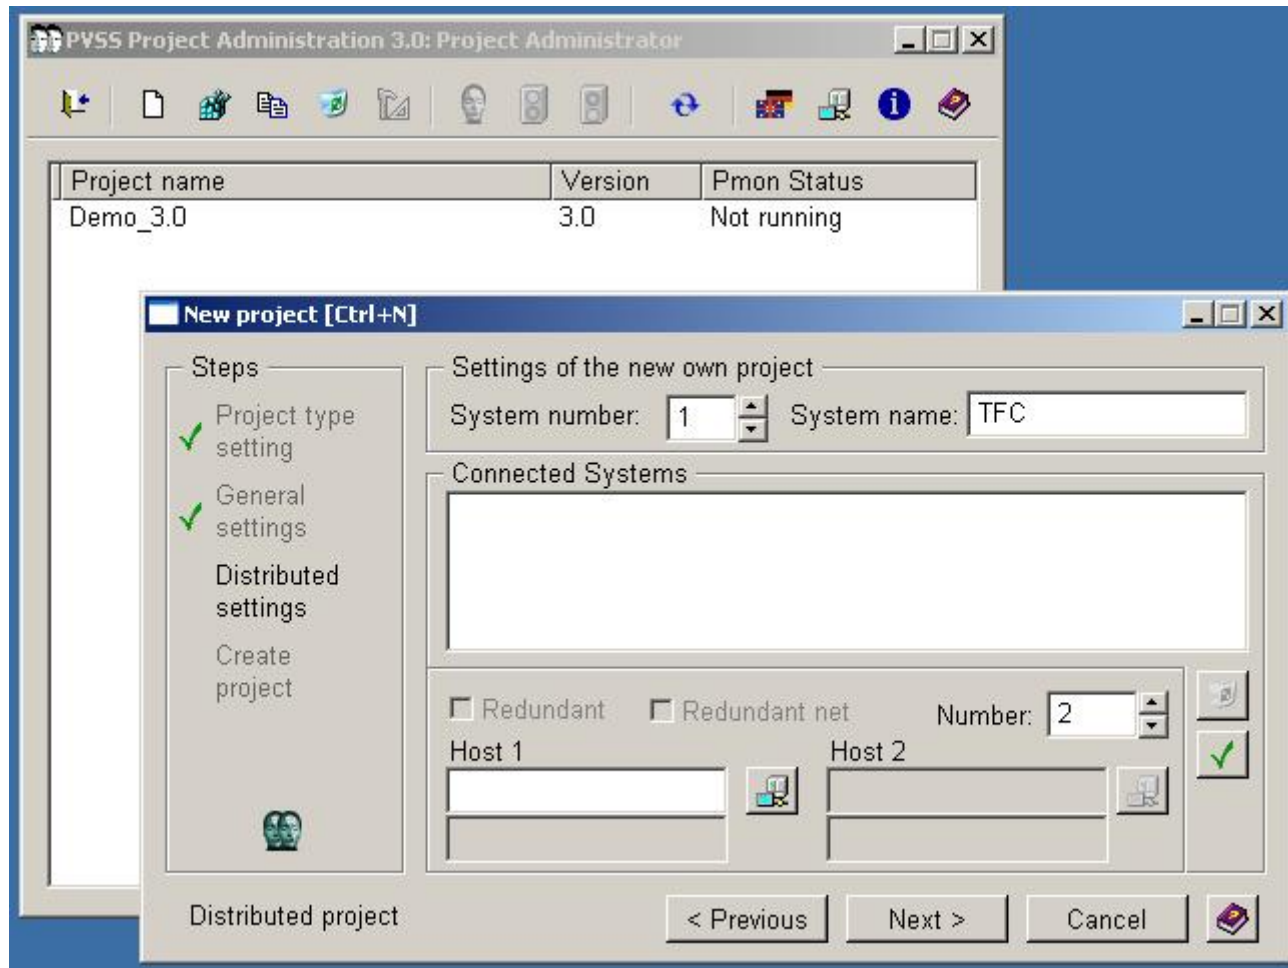 PVSS Project Administration 3.0: Project Administrator
Project name Version Pmon Status
Demo_3.0 3.0 Not running
New project [Ctrl+N]
Steps
Project type
setting
General
settings
Distributed
settings
Create
project
Settings of the new own project
System number: 1 System name: TFC
Connected Systems
Redundant Redundant net Number: 2
Host 1 Host 2
Distributed project < Previous Next > Cancel